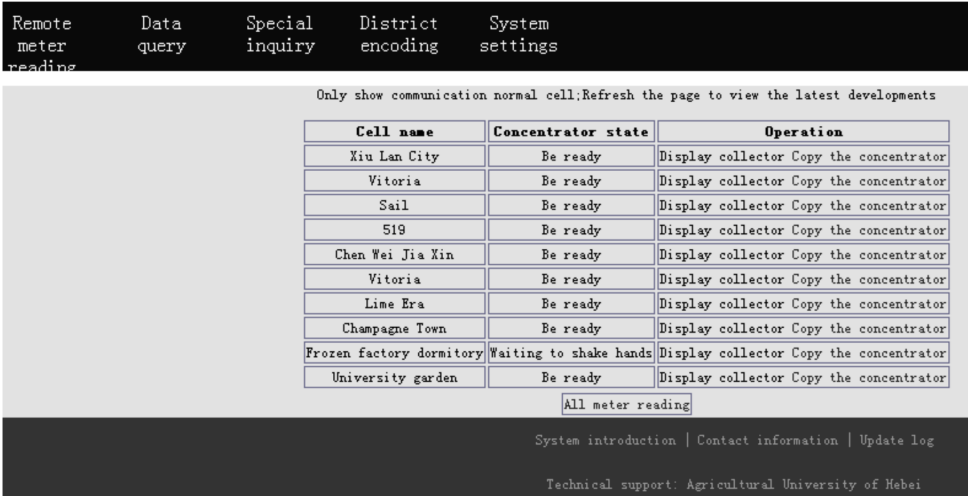 Remote meter reading Data query Special inquiry District encoding System settings
Only show communication normal cell;Refresh the page to view the latest developments
Cell name Concentrator state Operation
Xiu Lan City Be ready Display collector Copy the concentrator
Vitoria Be ready Display collector Copy the concentrator
Sail Be ready Display collector Copy the concentrator
519 Be ready Display collector Copy the concentrator
Chen Wei Jia Xin Be ready Display collector Copy the concentrator
Vitoria Be ready Display collector Copy the concentrator
Lime Era Be ready Display collector Copy the concentrator
Champagne Town Be ready Display collector Copy the concentrator
Frozen factory dormitory Waiting to shake hands Display collector Copy the concentrator
University garden Be ready Display collector Copy the concentrator
All meter reading
System introduction | Contact information | Update log
Technical support: Agricultural University of Hebei